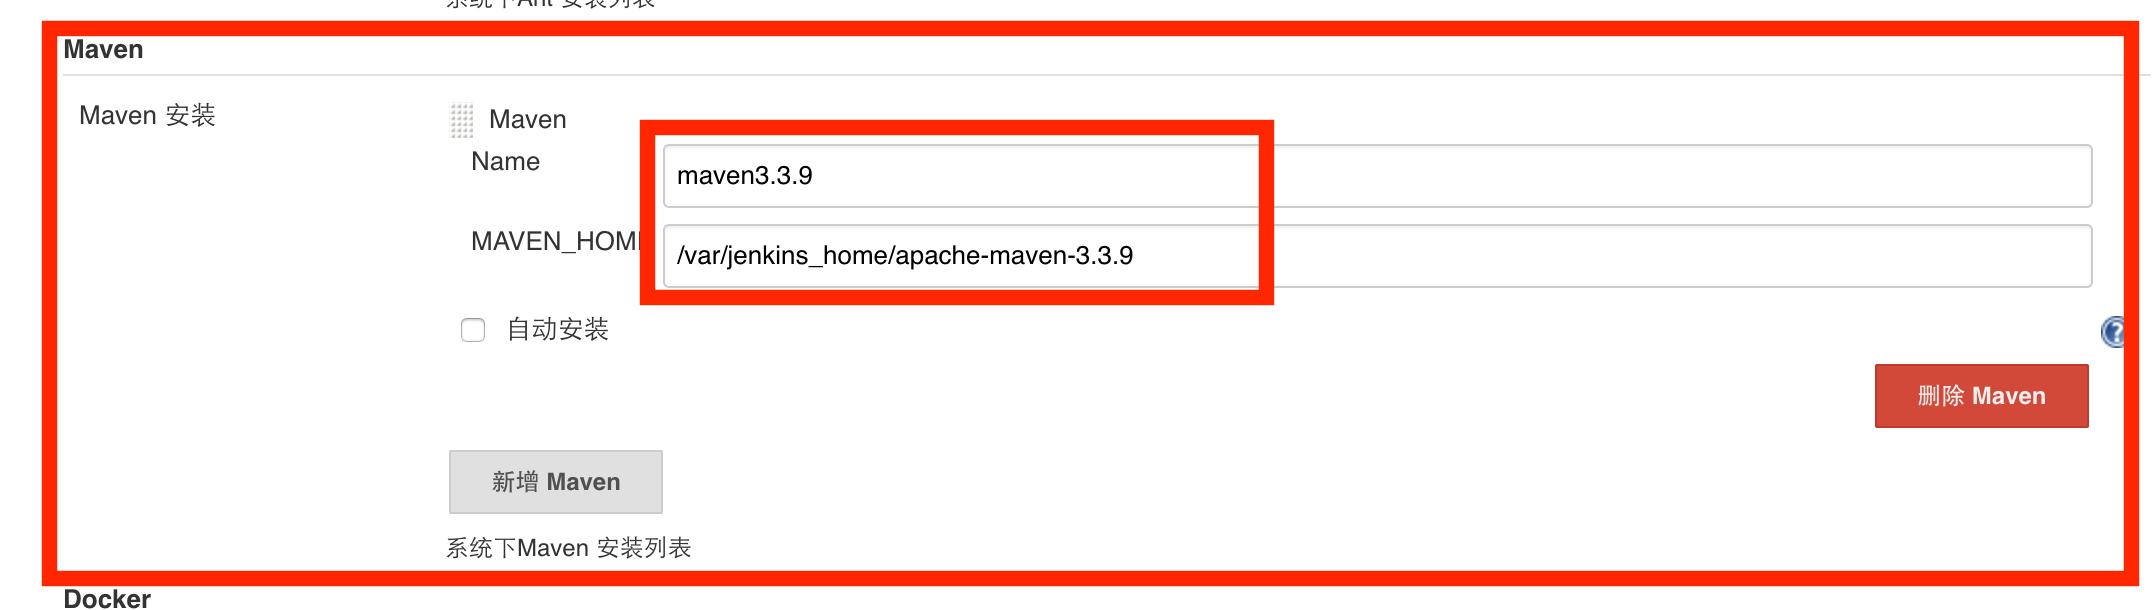 系统下Ant 安装列表
Maven
Maven 安装
Maven
Name
maven3.3.9
MAVEN_HOME
/var/jenkins_home/apache-maven-3.3.9
自动安装
?
删除 Maven
新增 Maven
系统下Maven 安装列表
Docker